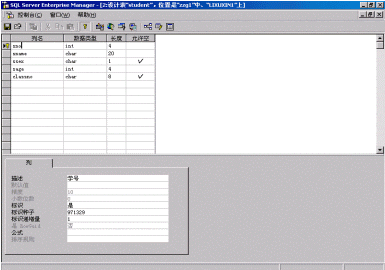 SQL Server Enterprise Manager - [2:设计表“student”，位置是“zzg1”中、“LIXUXIN1”上]
控制台(C) 窗口(W) 帮助(H)
列名 数据类型 长度 允许空
sno int 4
sname char 20
ssex char 1 ✓
sage int 4
classno char 8 ✓
列
描述 学号
默认值
精度 10
小数位数 0
标识 是
标识种子 971329
标识递增量 1
是 RowGuid 否
公式
排序规则